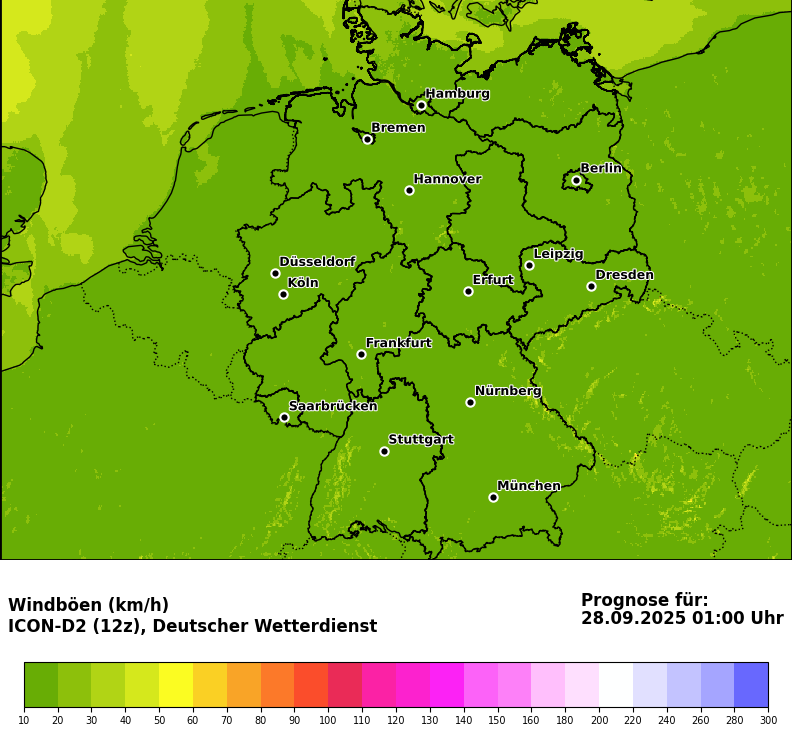 Hamburg
Bremen
Berlin
Hannover
Leipzig
Düsseldorf
Dresden
Köln
Erfurt
Frankfurt
Nürnberg
Saarbrücken
Stuttgart
München
Windböen (km/h)
ICON-D2 (12z), Deutscher Wetterdienst
Prognose für:
28.09.2025 01:00 Uhr
10 20 30 40 50 60 70 80 90 100 110 120 130 140 150 160 180 200 220 240 260 280 300